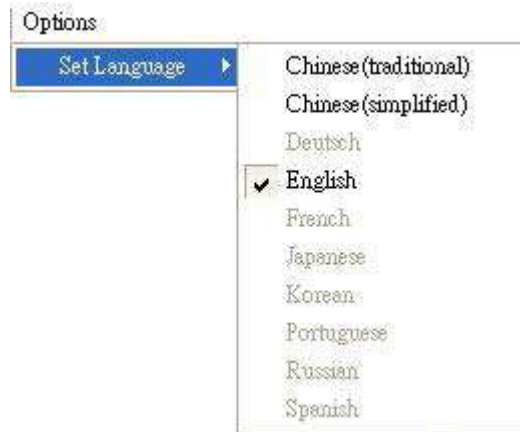 Options
Set Language
Chinese(traditional)
Chinese(simplified)
Deutsch
English
French
Japanese
Korean
Portuguese
Russian
Spanish